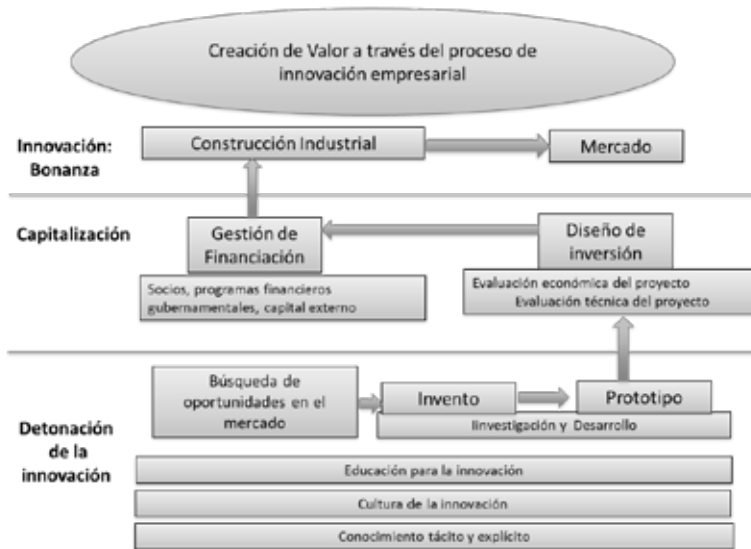 Creación de Valor a través del proceso de
innovación empresarial
Innovación:
Bonanza
Construcción Industrial
Mercado
Capitalización
Gestión de
Financiación
Diseño de
inversión
Socios, programas financieros
gubernamentales, capital externo
Evaluación económica del proyecto
Evaluación técnica del proyecto
Detonación
de la
innovación
Búsqueda de
oportunidades en el
mercado
Invento
Prototipo
Iinvestigación y Desarrollo
Educación para la innovación
Cultura de la innovación
Conocimiento tácito y explícito